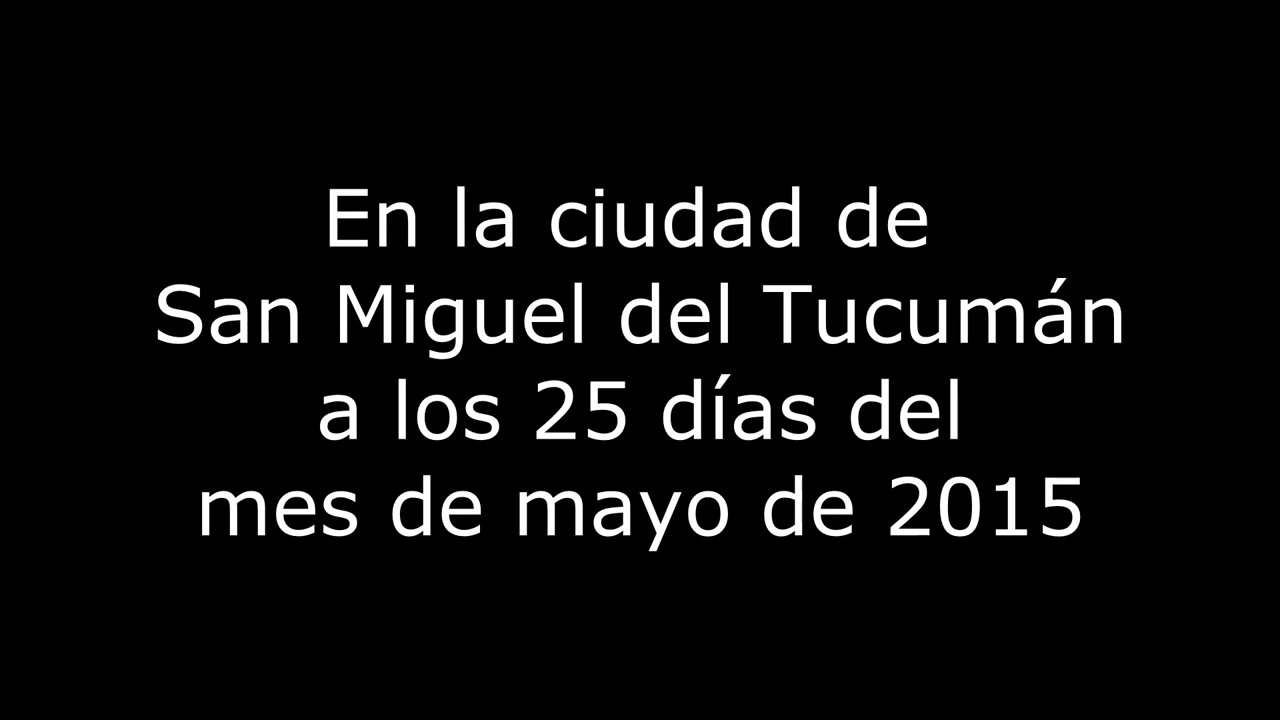 En la ciudad de
San Miguel del Tucumán
a los 25 días del
mes de mayo de 2015